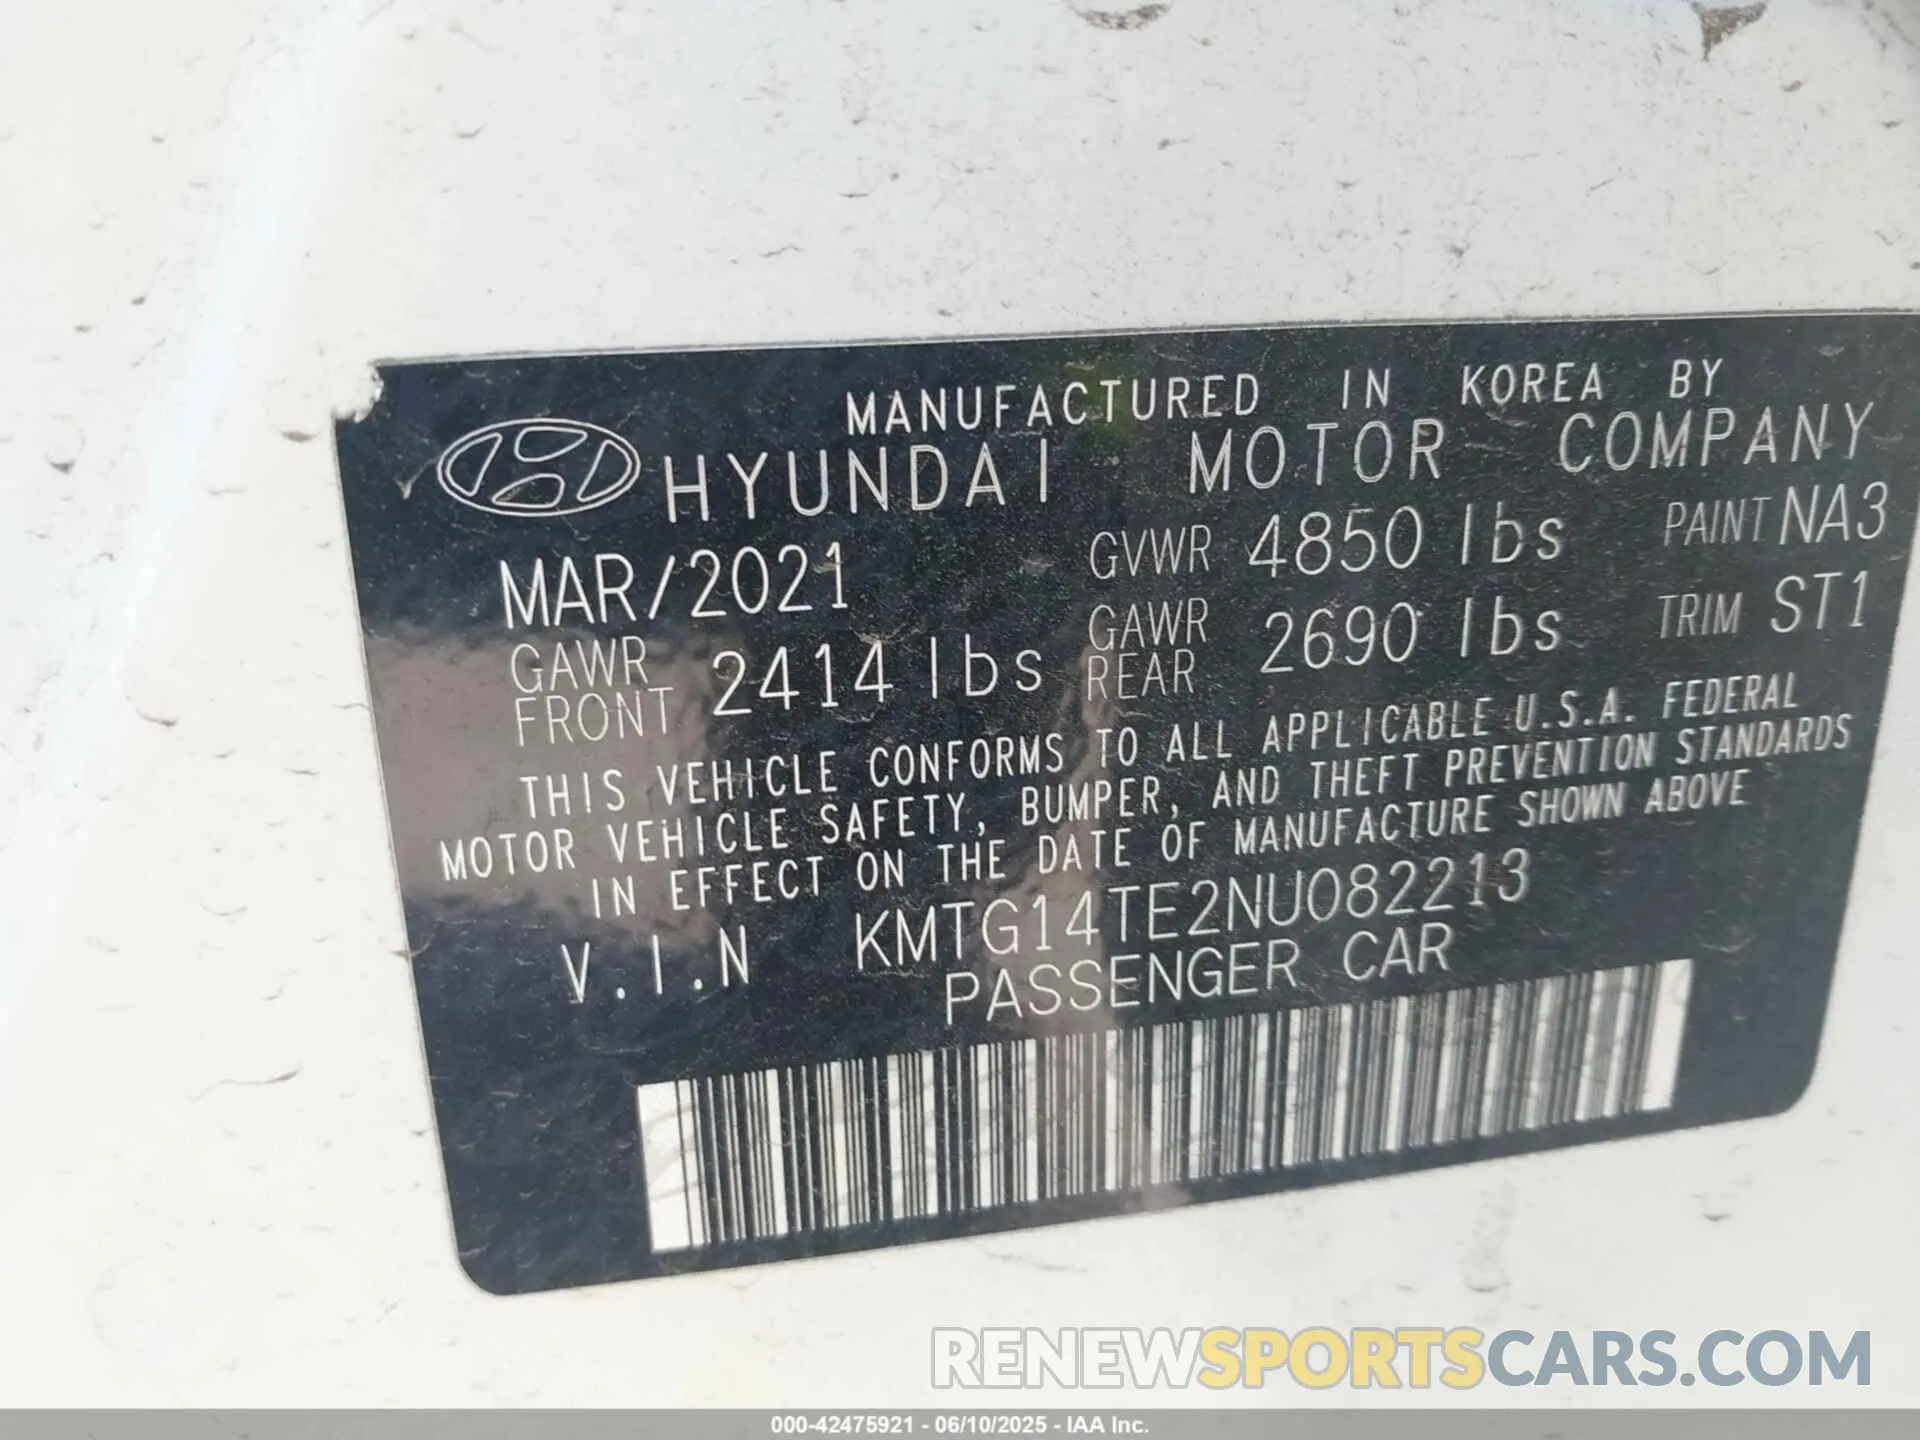 MANUFACTURED IN KOREA BY
HYUNDAI MOTOR COMPANY
MAR/2021 GVWR 4850 lbs PAINT NA3
GAWR FRONT 2414 lbs GAWR REAR 2690 lbs TRIM ST1
THIS VEHICLE CONFORMS TO ALL APPLICABLE U.S.A. FEDERAL
MOTOR VEHICLE SAFETY, BUMPER, AND THEFT PREVENTION STANDARDS
IN EFFECT ON THE DATE OF MANUFACTURE SHOWN ABOVE
V.I.N KMTG14TE2NU082213
PASSENGER CAR
RENEWSPORTSCARS.COM
000-42475921 - 06/10/2025 - IAA Inc.